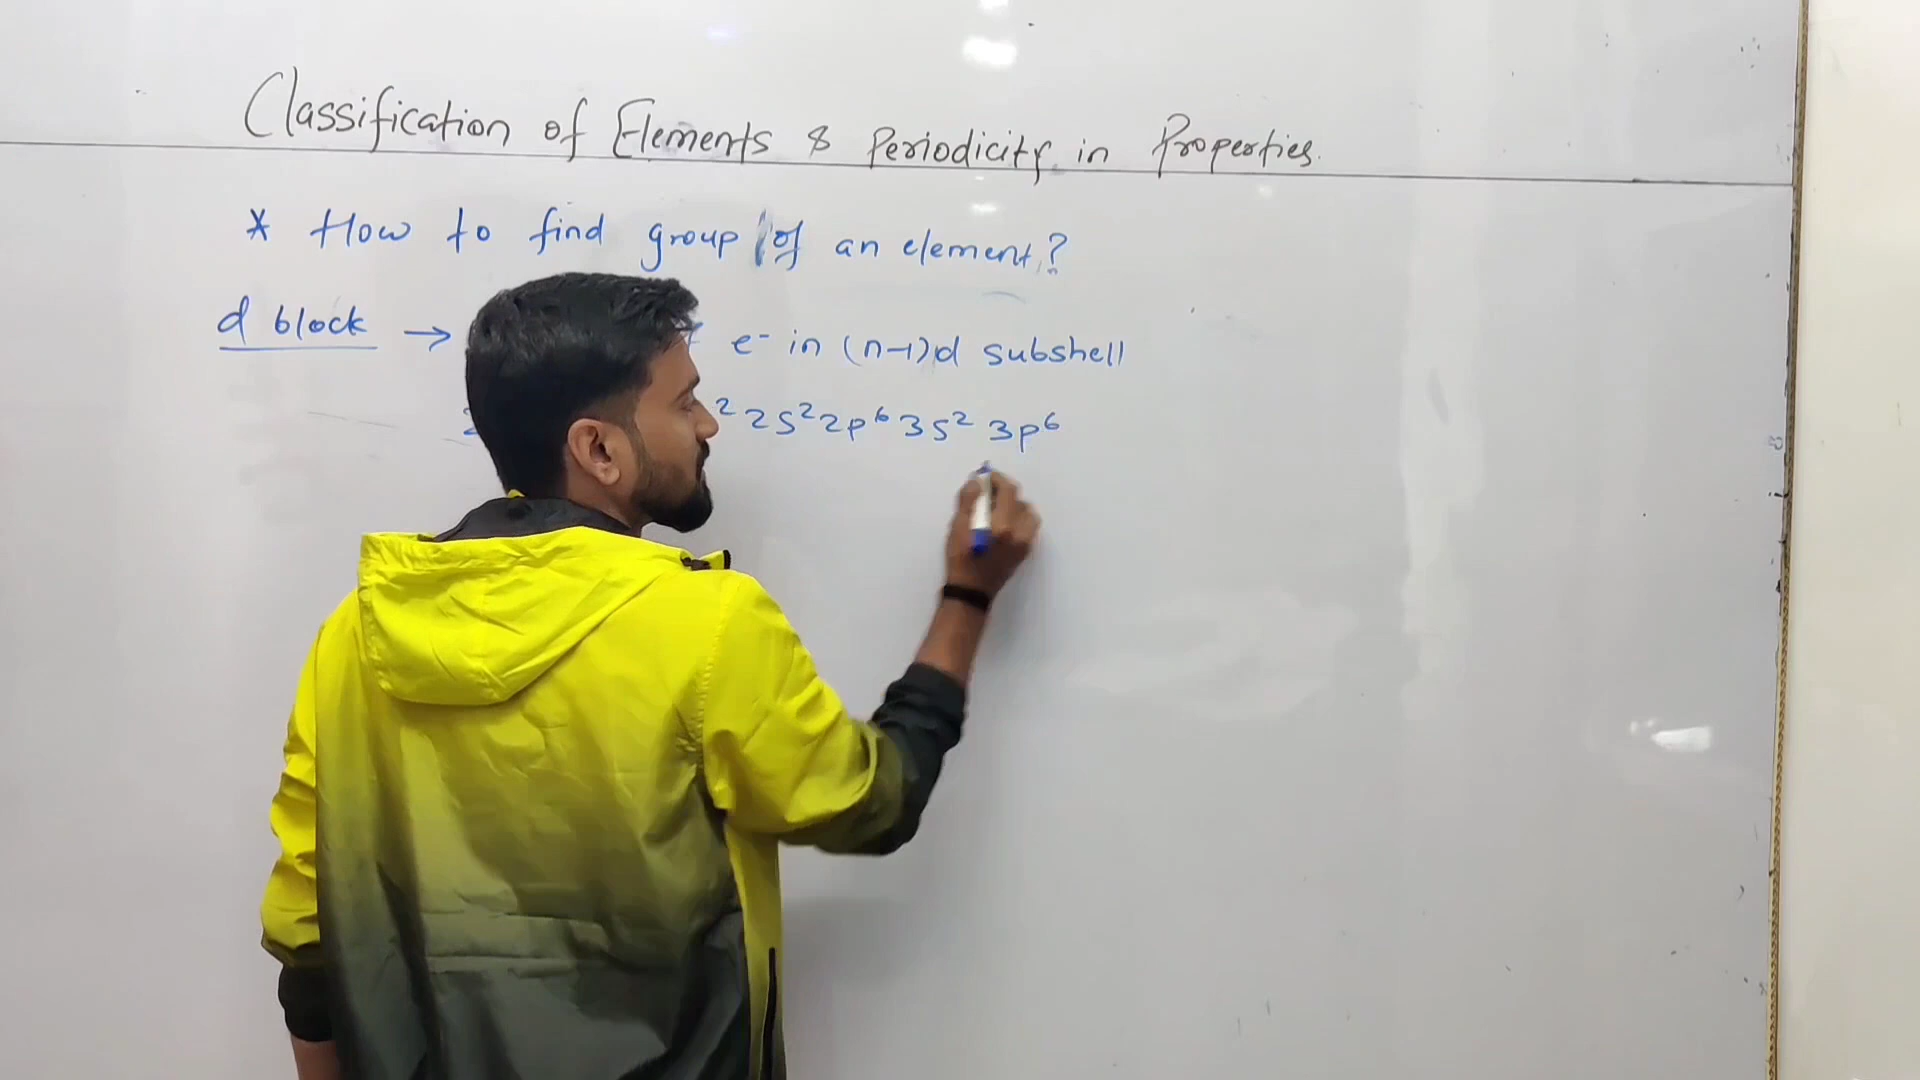 Classification of Elements & Periodicity in Properties.
* How to find group of an element?
d block → e⁻ in (n-1)d subshell
² 2s² 2p⁶ 3s² 3p⁶